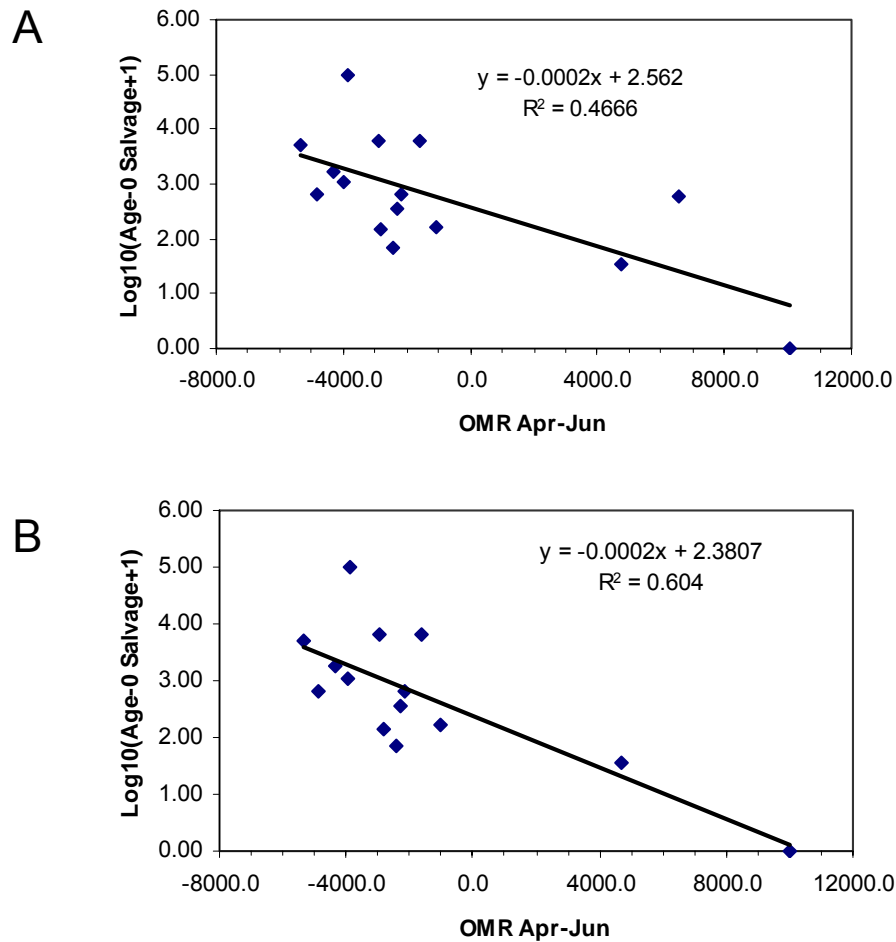 A
6.00
5.00
4.00
3.00
2.00
1.00
0.00
Log10(Age-0 Salvage+1)
y = -0.0002x + 2.562
R² = 0.4666
-8000.0 -4000.0 0.0 4000.0 8000.0 12000.0
OMR Apr-Jun
B
6.00
5.00
4.00
3.00
2.00
1.00
0.00
Log10(Age-0 Salvage+1)
y = -0.0002x + 2.3807
R² = 0.604
-8000.0 -4000.0 0.0 4000.0 8000.0 12000.0
OMR Apr-Jun